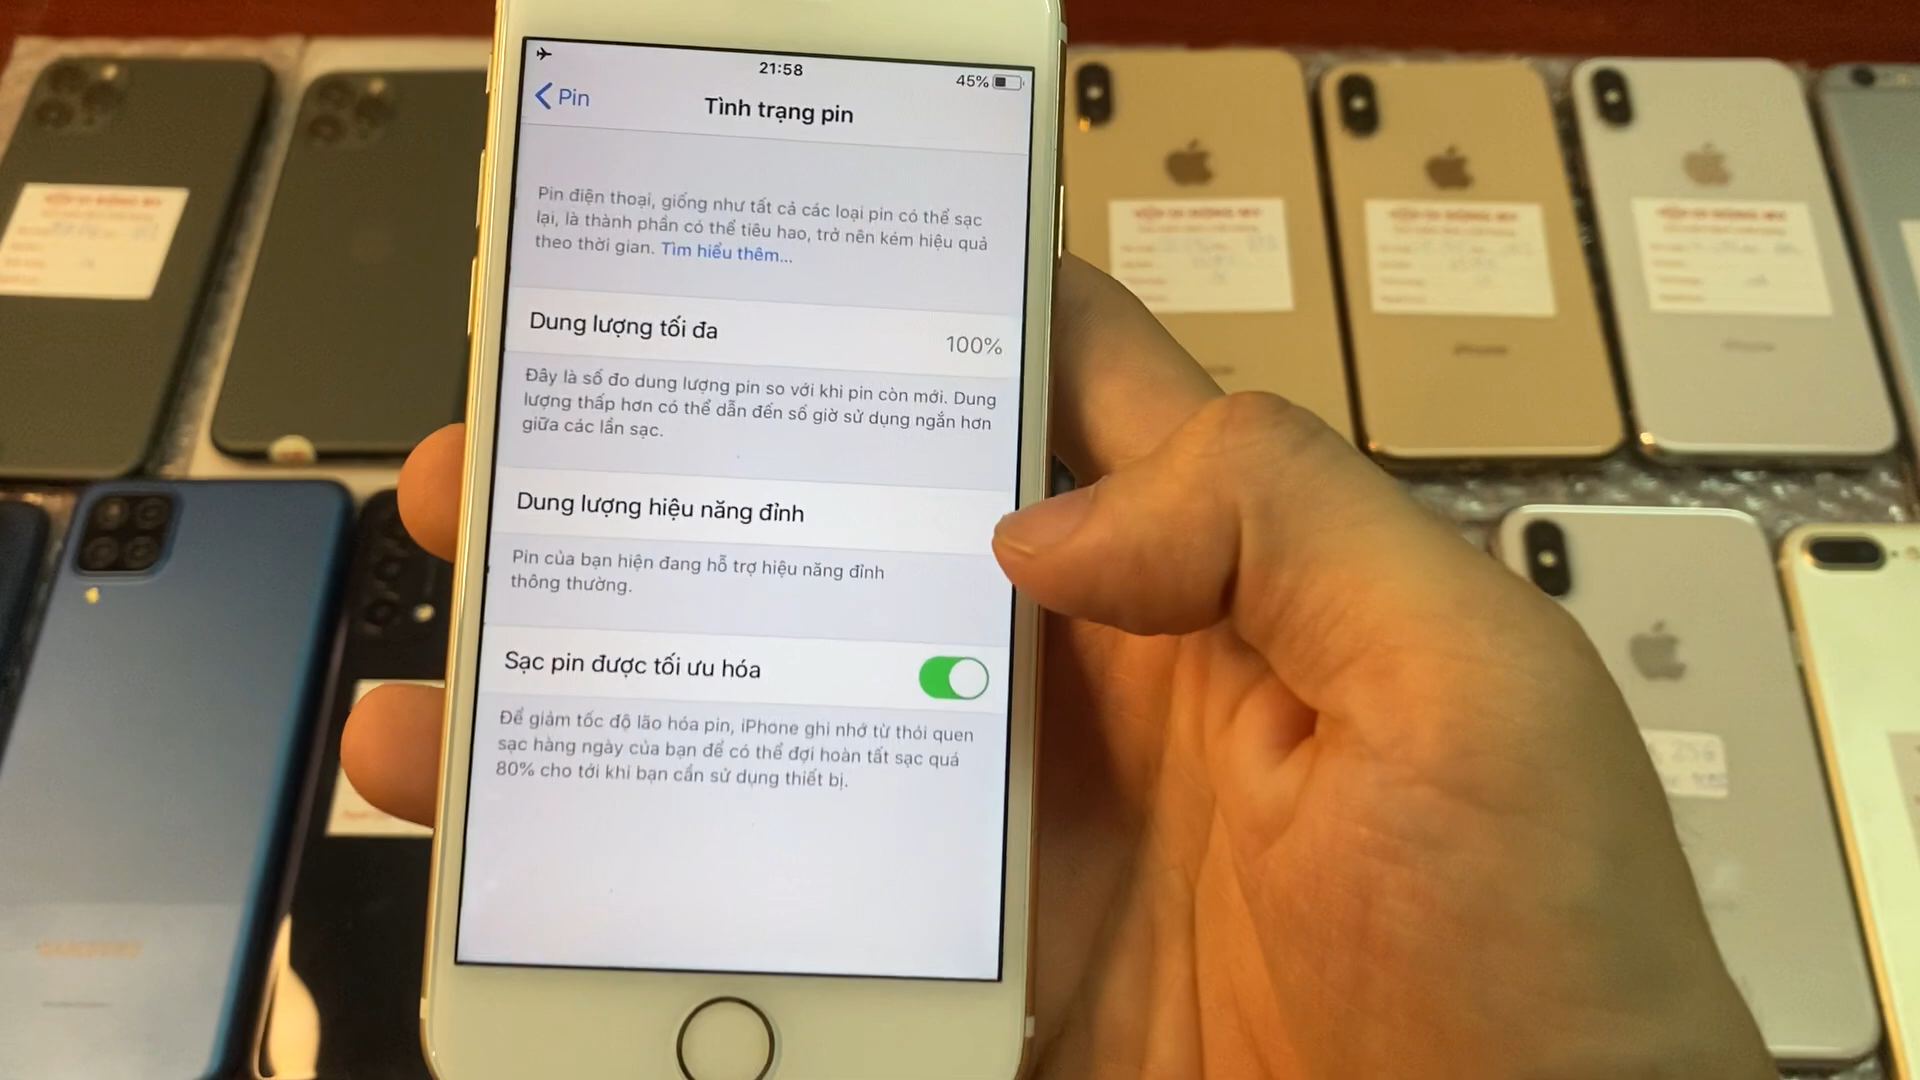 21:58
45%
Pin
Tình trạng pin
Pin điện thoại, giống như tất cả các loại pin có thể sạc
lại, là thành phần có thể tiêu hao, trở nên kém hiệu quả
theo thời gian. Tìm hiểu thêm...
Dung lượng tối đa
100%
Đây là số đo dung lượng pin so với khi pin còn mới. Dung
lượng thấp hơn có thể dẫn đến số giờ sử dụng ngắn hơn
giữa các lần sạc.
Dung lượng hiệu năng đỉnh
Pin của bạn hiện đang hỗ trợ hiệu năng đỉnh
thông thường.
Sạc pin được tối ưu hóa
Để giảm tốc độ lão hóa pin, iPhone ghi nhớ từ thói quen
sạc hàng ngày của bạn để có thể đợi hoàn tất sạc quá
80% cho tới khi bạn cần sử dụng thiết bị.
SAMSUNG
iPhone